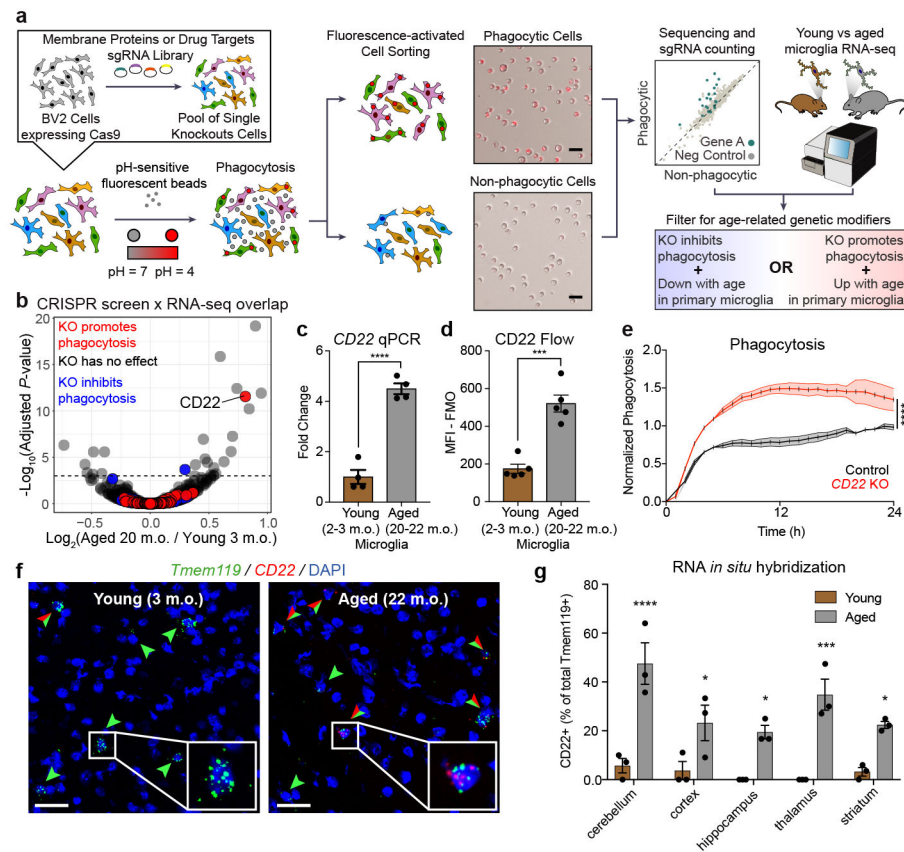 a
Membrane Proteins or Drug Targets
sgRNA Library
BV2 Cells
expressing Cas9
Pool of Single
Knockouts Cells
pH-sensitive
fluorescent beads
pH = 7 pH = 4
Phagocytosis
Fluorescence-activated
Cell Sorting
Phagocytic Cells
Non-phagocytic Cells
Sequencing and
sgRNA counting
Phagocytic
Gene A
Neg Control
Non-phagocytic
Young vs aged
microglia RNA-seq
Filter for age-related genetic modifiers
KO inhibits
phagocytosis
+
Down with age
in primary microglia
OR
KO promotes
phagocytosis
+
Up with age
in primary microglia
b
CRISPR screen x RNA-seq overlap
KO promotes
phagocytosis
KO has no effect
KO inhibits
phagocytosis
CD22
-Log10(Adjusted P-value)
20
15
10
5
0
−0.5 0.0 0.5 1.0
Log2(Aged 20 m.o. / Young 3 m.o.)
c
CD22 qPCR
****
Fold Change
6
4
2
0
Young Aged
(2-3 m.o.) (20-22 m.o.)
Microglia
d
CD22 Flow
***
MFI - FMO
800
600
400
200
0
Young Aged
(2-3 m.o.) (20-22 m.o.)
Microglia
e
Phagocytosis
Normalized Phagocytosis
2.0
1.5
1.0
0.5
0.0
****
Control
CD22 KO
0 6 12 18 24
Time (h)
f
Tmem119 / CD22 / DAPI
Young (3 m.o.)
Aged (22 m.o.)
g
RNA in situ hybridization
Young
Aged
CD22+ (% of total Tmem119+)
80
60
40
20
0
****
*
*
***
*
cerebellum
cortex
hippocampus
thalamus
striatum